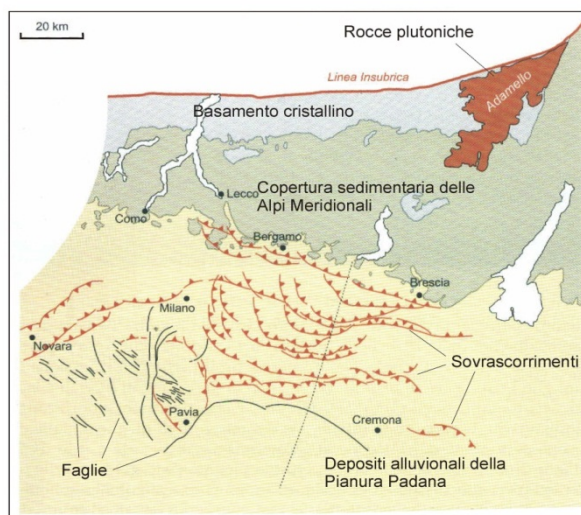 20 km
Rocce plutoniche
Linea Insubrica
Adamello
Basamento cristallino
Lecco
Copertura sedimentaria delle
Alpi Meridionali
Como
Bergamo
Brescia
Milano
Novara
Sovrascorrimenti
Pavia
Cremona
Faglie
Depositi alluvionali della
Pianura Padana